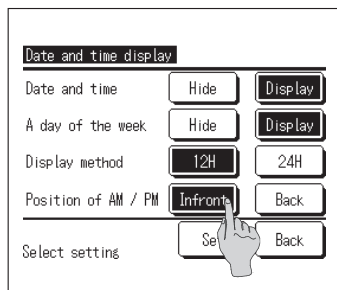 Date and time display
Date and time Hide Display
A day of the week Hide Display
Display method 12H 24H
Position of AM / PM Infront Back
Select setting Se Back